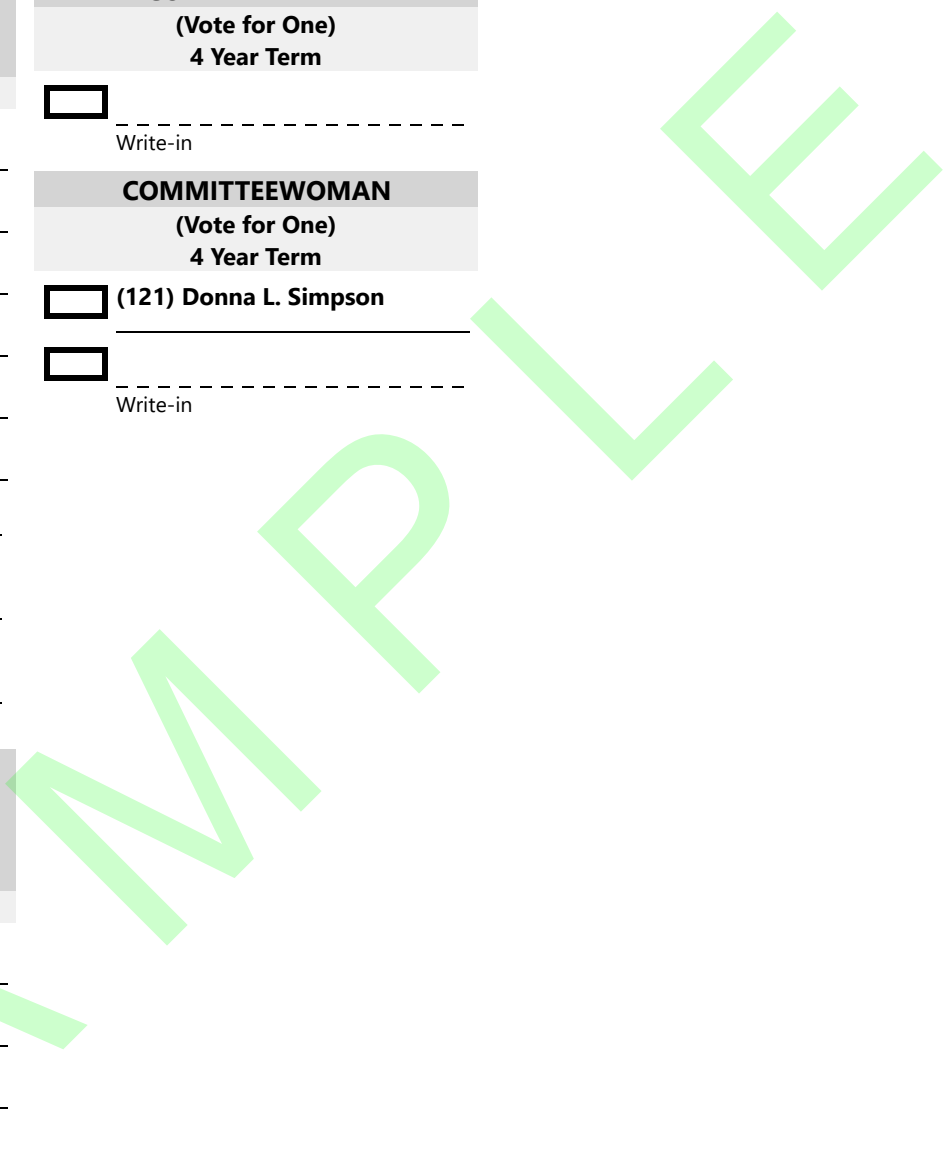 (Vote for One)
4 Year Term
Write-in
COMMITTEEWOMAN
(Vote for One)
4 Year Term
(121) Donna L. Simpson
Write-in
MPLE